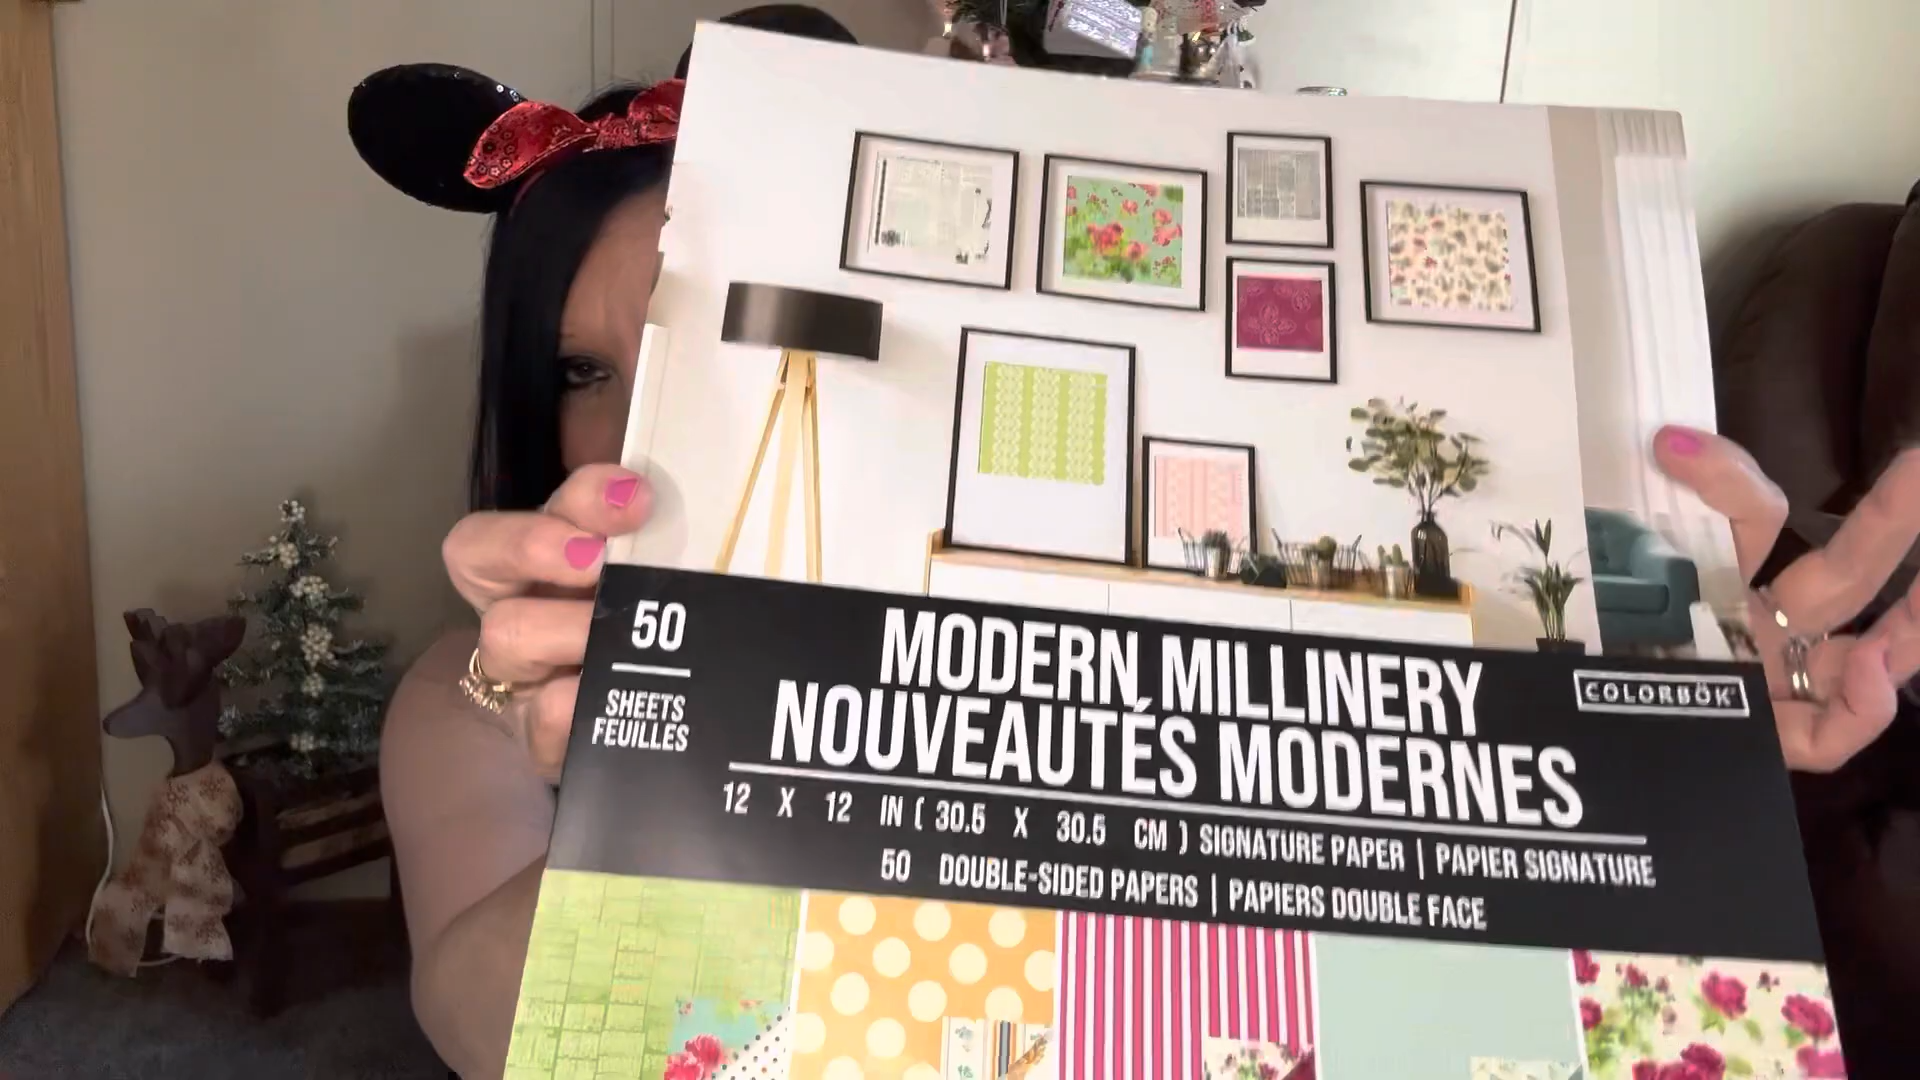 50
SHEETS
FEUILLES
MODERN MILLINERY
NOUVEAUTÉS MODERNES
COLORBÖK
12 X 12 IN ( 30.5 X 30.5 CM ) SIGNATURE PAPER | PAPIER SIGNATURE
50 DOUBLE-SIDED PAPERS | PAPIERS DOUBLE FACE